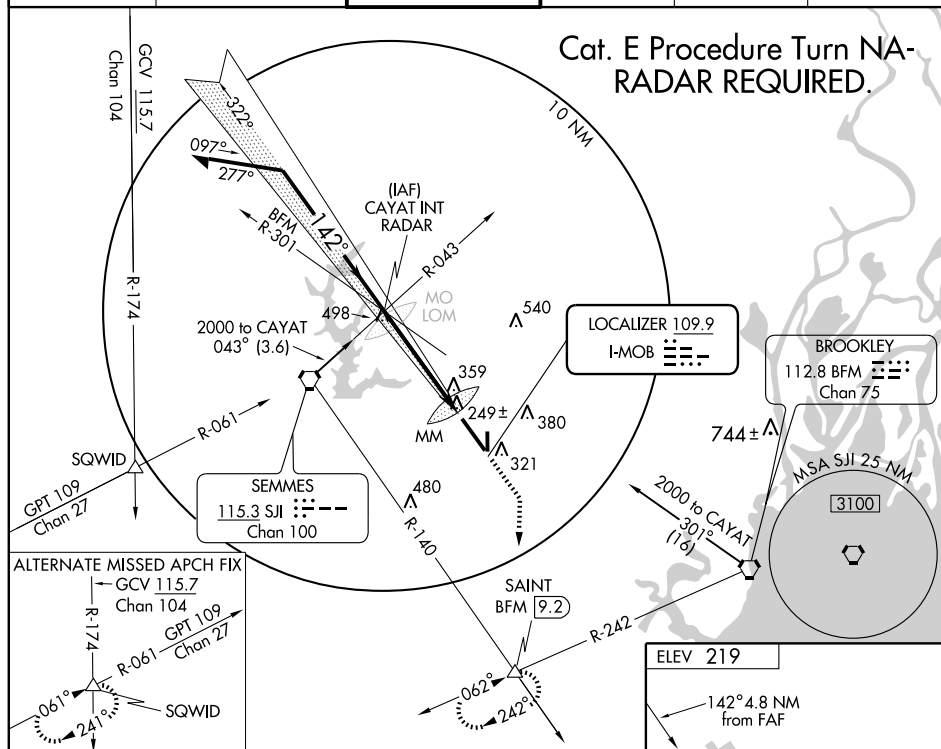 Cat. E Procedure Turn NA-
RADAR REQUIRED.
GCV 115.7
Chan 104
10 NM
322°
097°
277°
(IAF)
CAYAT INT
RADAR
BFM
R-301
142°
R-043
R-174
MO
LOM
498
540
2000 to CAYAT
043° (3.6)
LOCALIZER 109.9
I-MOB
BROOKLEY
112.8 BFM
Chan 75
359
249±
380
MM
321
744±
R-061
SQWID
GPT 109
Chan 27
SEMMES
115.3 SJI
Chan 100
480
R-140
MSA SJI 25 NM
3100
2000 to CAYAT
301°
(16)
ALTERNATE MISSED APCH FIX
GCV 115.7
Chan 104
R-174
GPT 109
R-061
Chan 27
061°
241°
SQWID
SAINT
BFM 9.2
R-242
062°
242°
ELEV 219
142° 4.8 NM
from FAF